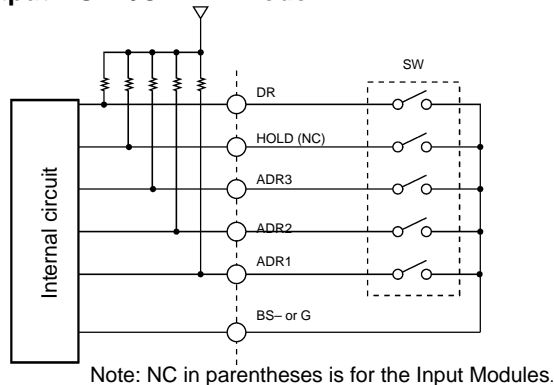 SW
DR
HOLD (NC)
ADR3
ADR2
ADR1
BS– or G
Internal circuit
Note: NC in parentheses is for the Input Modules.